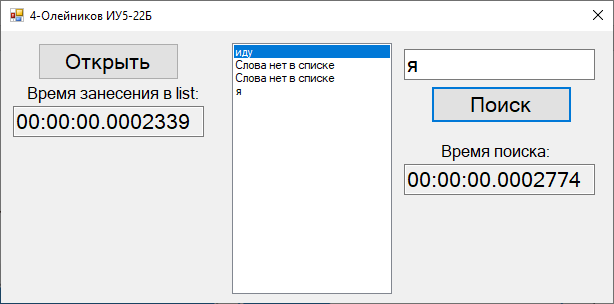 4-Олейников ИУ5-22Б
Открыть
Время занесения в list:
00:00:00.0002339
иду
Слова нет в списке
Слова нет в списке
я
я
Поиск
Время поиска:
00:00:00.0002774